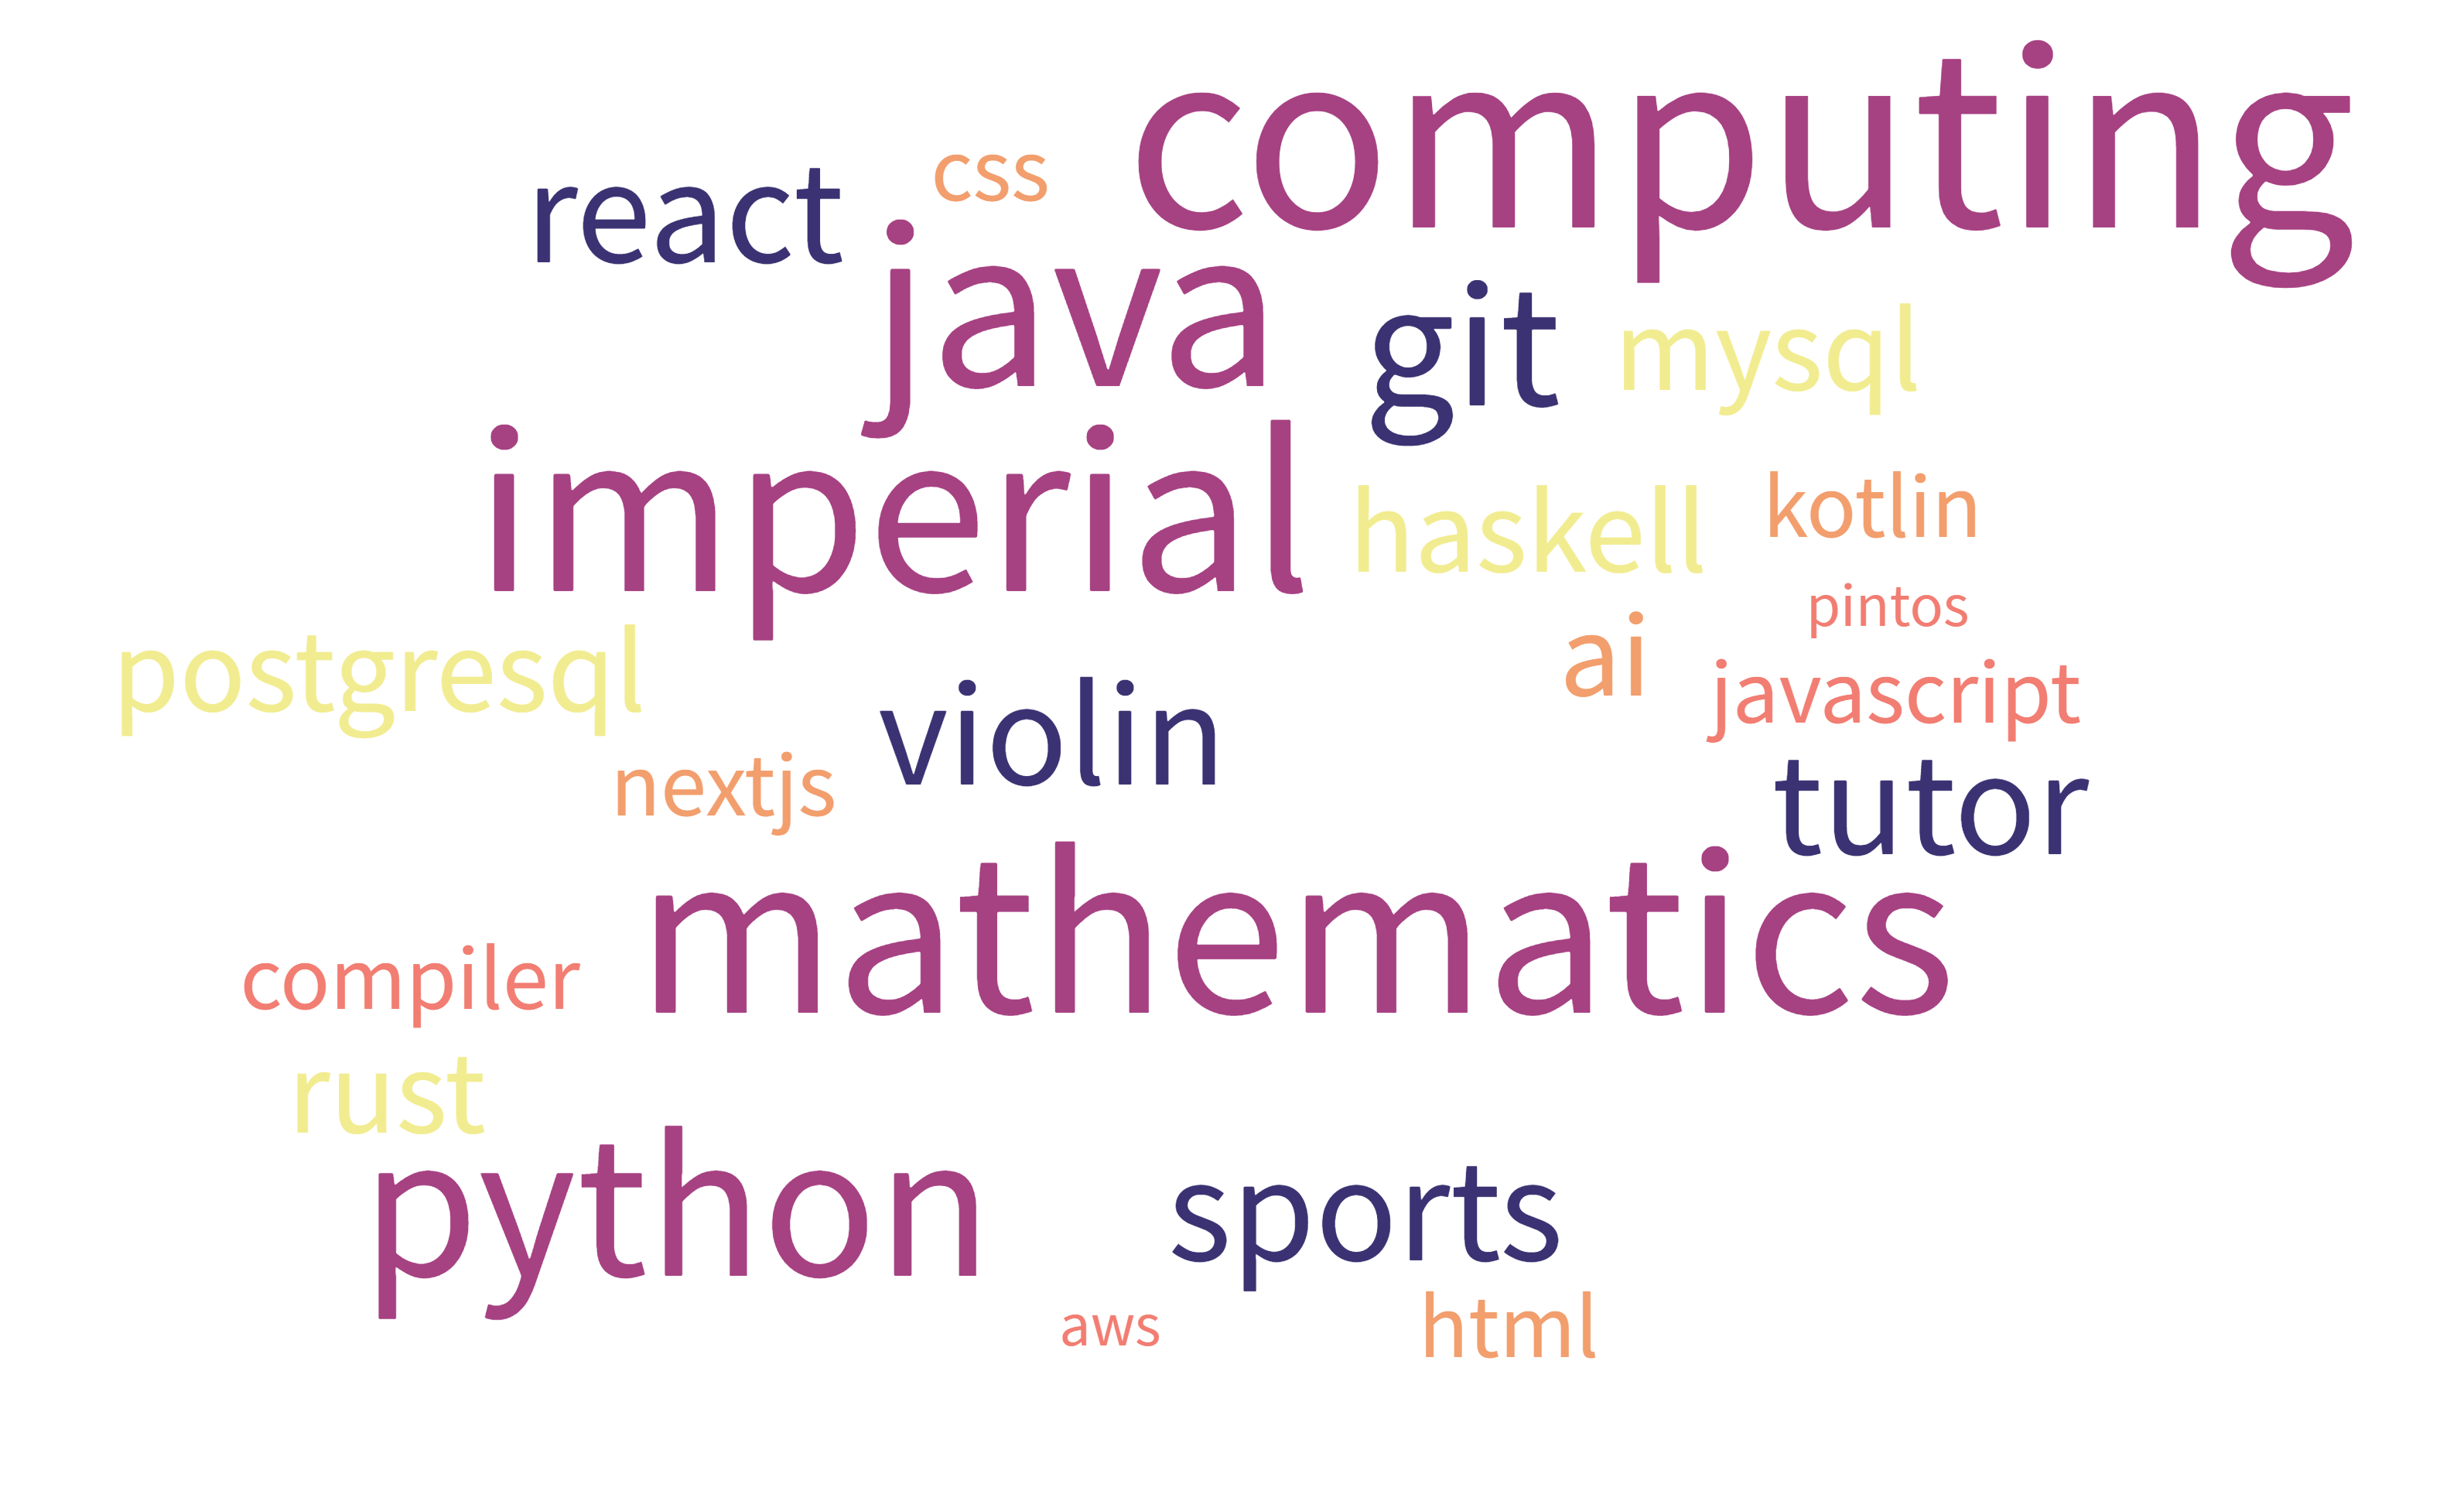 computing
css
react
java
git
mysql
imperial
kotlin
haskell
pintos
ai
postgresql
javascript
violin
nextjs
tutor
mathematics
compiler
rust
python
sports
aws
html